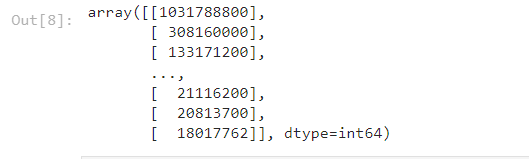 Out[8]: array([[1031788800],
[ 308160000],
[ 133171200],
...,
[ 21116200],
[ 20813700],
[ 18017762]], dtype=int64)